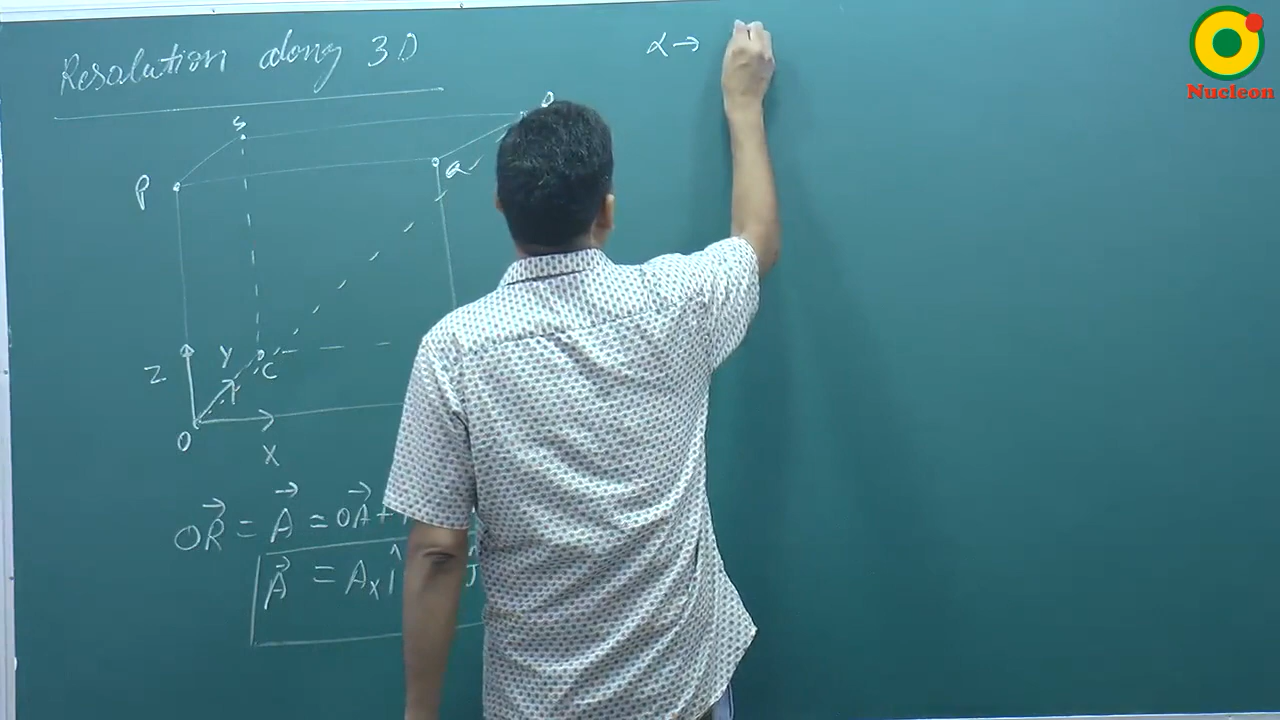 Resolution along 3D
α →
Nucleon
S
R
P
Q
Z
Y
C
O
X
OR⃗ = A⃗ = OA⃗ +
A⃗ = Aₓ î